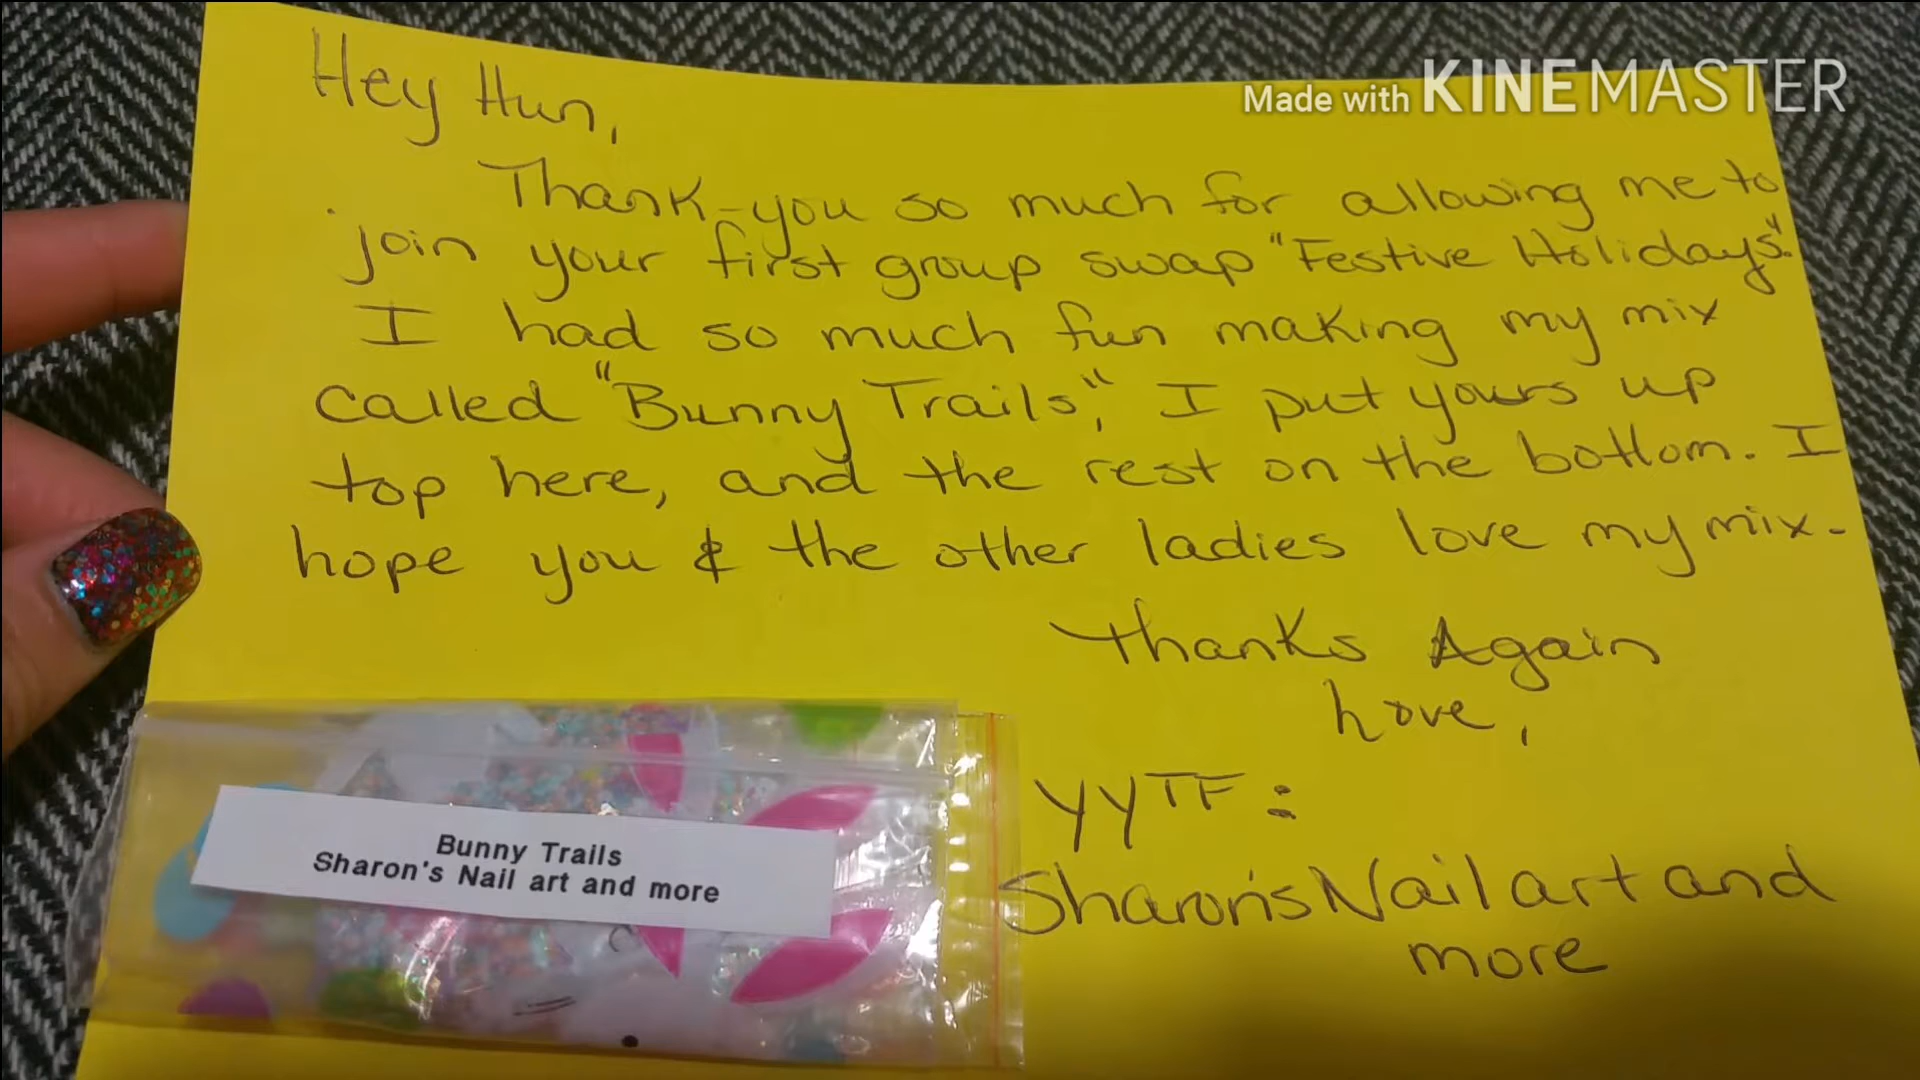 Made with KINEMASTER
Hey Hun,
Thank-you so much for allowing me to
join your first group swap "Festive Holidays".
I had so much fun making my mix
called "Bunny Trails," I put yours up
top here, and the rest on the bottom. I
hope you & the other ladies love my mix.
Thanks Again
Love,
YYTF:
Sharon's Nail art and
more
Bunny Trails
Sharon's Nail art and more